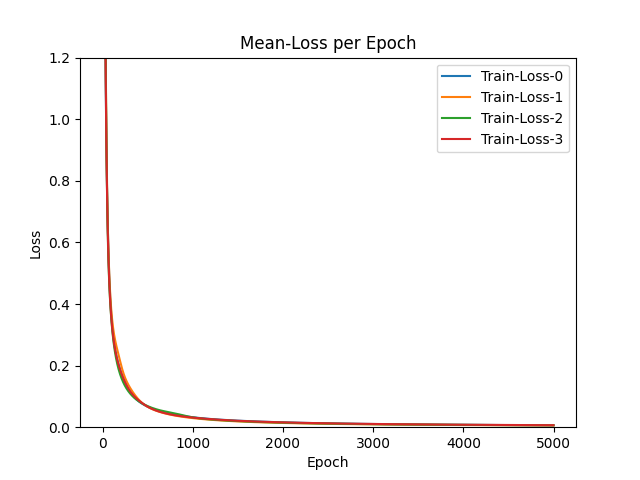 Mean-Loss per Epoch
1.2
1.0
0.8
0.6
0.4
0.2
0.0
Loss
Train-Loss-0
Train-Loss-1
Train-Loss-2
Train-Loss-3
0 1000 2000 3000 4000 5000
Epoch